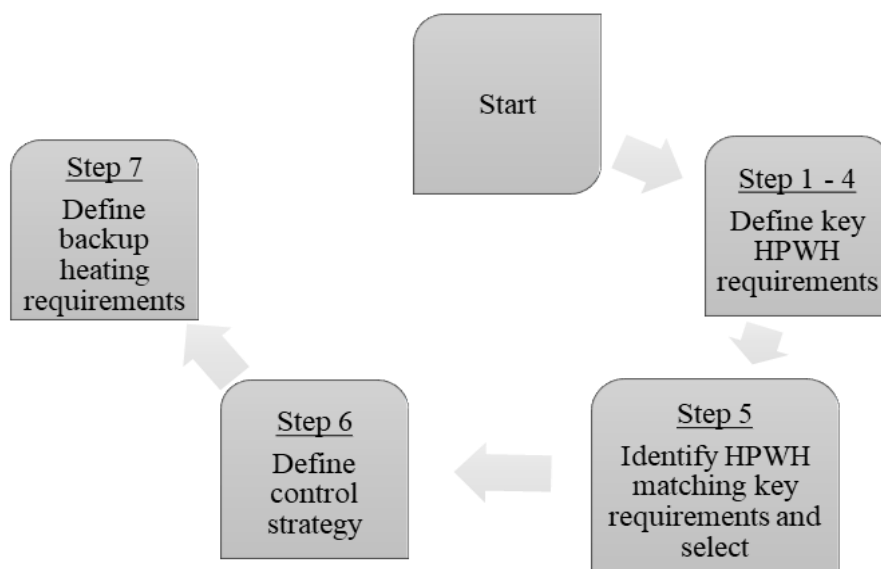 Start
Step 1 - 4
Define key
HPWH
requirements
Step 5
Identify HPWH
matching key
requirements and
select
Step 6
Define
control
strategy
Step 7
Define
backup
heating
requirements